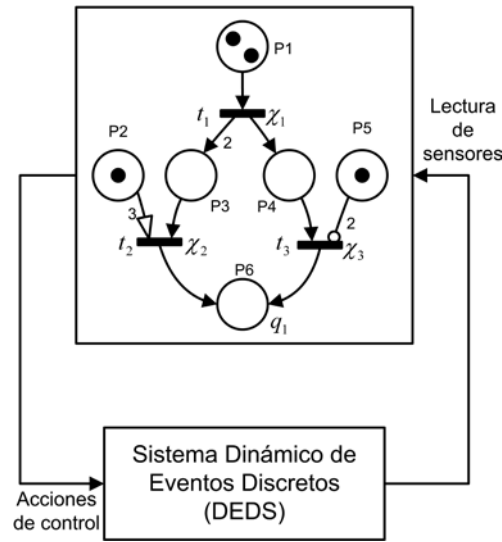 P1
t₁ χ₁
Lectura
de
sensores
P2
P5
2
P3
P4
3
2
t₂ χ₂
t₃ χ₃
P6
q₁
Sistema Dinámico de
Eventos Discretos
(DEDS)
Acciones
de control